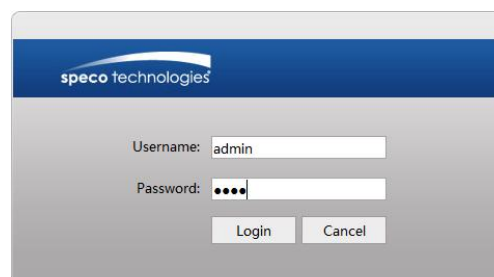 speco technologies
Username: admin
Password: ●●●●
Login Cancel